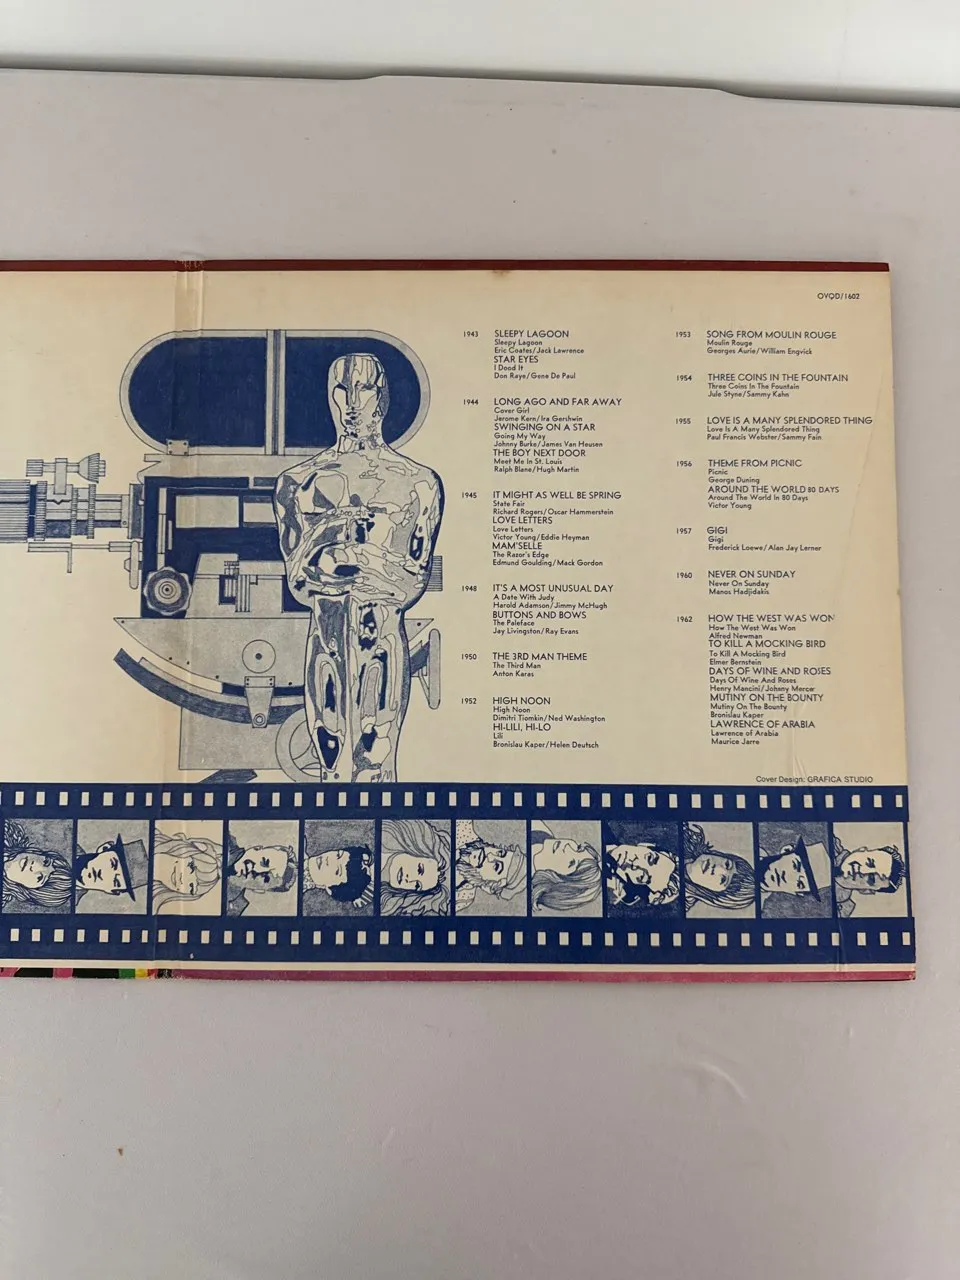 OVQD/1602
1943 SLEEPY LAGOON
Sleepy Lagoon
Eric Coates/Jack Lawrence
STAR EYES
I Dood It
Don Raye/Gene De Paul
1944 LONG AGO AND FAR AWAY
Cover Girl
Jerome Kern/Ira Gershwin
SWINGING ON A STAR
Going My Way
Johnny Burke/James Van Heusen
THE BOY NEXT DOOR
Meet Me In St. Louis
Ralph Blane/Hugh Martin
1945 IT MIGHT AS WELL BE SPRING
State Fair
Richard Rogers/Oscar Hammerstein
LOVE LETTERS
Love Letters
Victor Young/Eddie Heyman
MAM'SELLE
The Razor's Edge
Edmund Goulding/Mack Gordon
1948 IT'S A MOST UNUSUAL DAY
A Date With Judy
Harold Adamson/Jimmy McHugh
BUTTONS AND BOWS
The Paleface
Jay Livingston/Ray Evans
1950 THE 3RD MAN THEME
The Third Man
Anton Karas
1952 HIGH NOON
High Noon
Dimitri Tiomkin/Ned Washington
HI-LILI, HI-LO
Lili
Bronislau Kaper/Helen Deutsch
1953 SONG FROM MOULIN ROUGE
Moulin Rouge
Georges Aurie/William Engvick
1954 THREE COINS IN THE FOUNTAIN
Three Coins In The Fountain
Jule Styne/Sammy Kahn
1955 LOVE IS A MANY SPLENDORED THING
Love Is A Many Splendored Thing
Paul Francis Webster/Sammy Fain
1956 THEME FROM PICNIC
Picnic
George Duning
AROUND THE WORLD 80 DAYS
Around The World In 80 Days
Victor Young
1957 GIGI
Gigi
Frederick Loewe/Alan Jay Lerner
1960 NEVER ON SUNDAY
Never On Sunday
Manos Hadjidakis
1962 HOW THE WEST WAS WON
How The West Was Won
Alfred Newman
TO KILL A MOCKING BIRD
To Kill A Mocking Bird
Elmer Bernstein
DAYS OF WINE AND ROSES
Days Of Wine And Roses
Henry Mancini/Johnny Mercer
MUTINY ON THE BOUNTY
Mutiny On The Bounty
Bronislau Kaper
LAWRENCE OF ARABIA
Lawrence of Arabia
Maurice Jarre
Cover Design: GRAFICA STUDIO